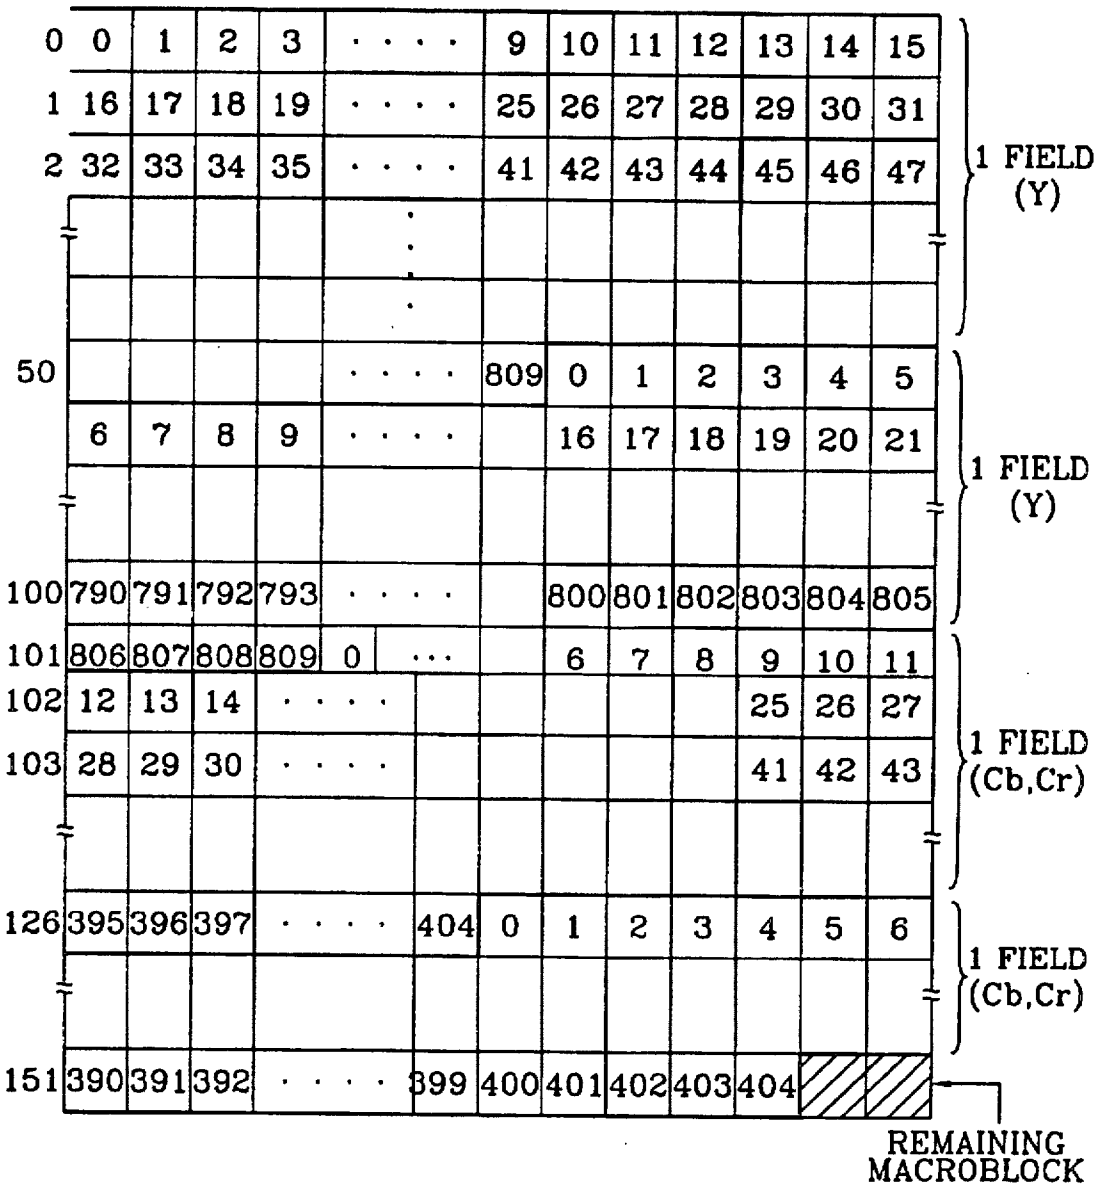 0 0 1 2 3 . . . . 9 10 11 12 13 14 15
1 16 17 18 19 . . . . 25 26 27 28 29 30 31
2 32 33 34 35 . . . . 41 42 43 44 45 46 47
1 FIELD
(Y)
50 . . . . 809 0 1 2 3 4 5
6 7 8 9 . . . . 16 17 18 19 20 21
1 FIELD
(Y)
100 790 791 792 793 . . . . 800 801 802 803 804 805
101 806 807 808 809 0 ... 6 7 8 9 10 11
102 12 13 14 . . . . 25 26 27
103 28 29 30 . . . . 41 42 43
1 FIELD
(Cb,Cr)
126 395 396 397 . . . . 404 0 1 2 3 4 5 6
1 FIELD
(Cb,Cr)
151 390 391 392 . . . . 399 400 401 402 403 404
REMAINING
MACROBLOCK